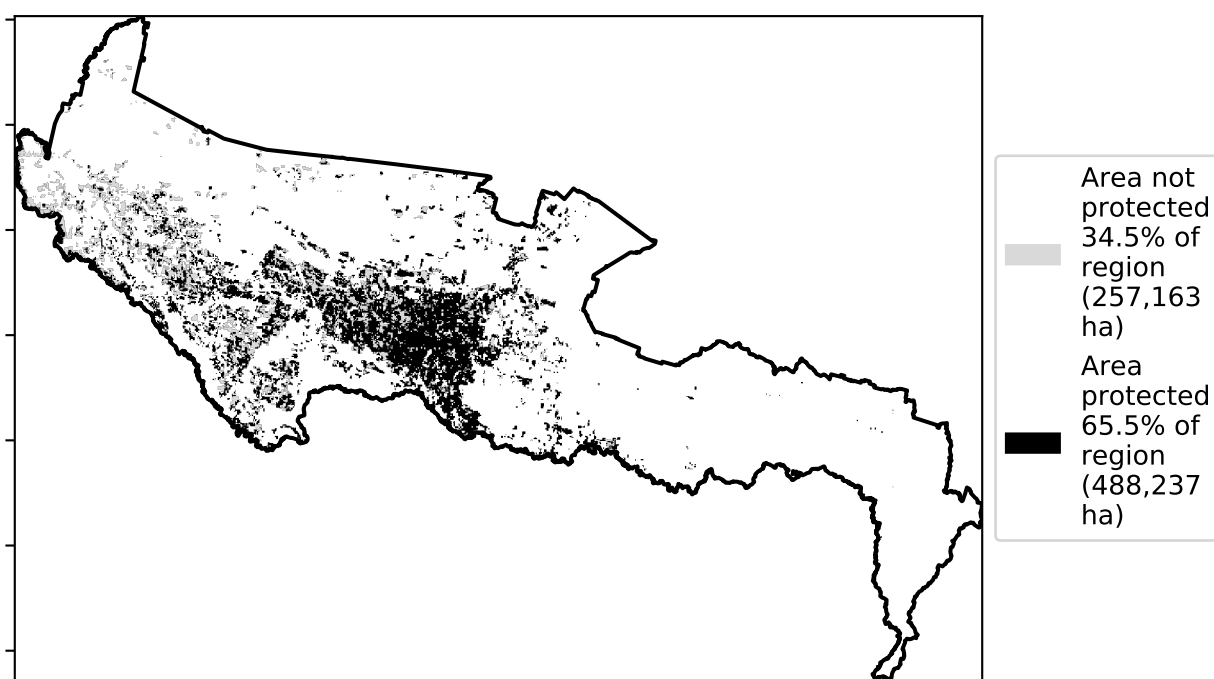 Area not
protected
34.5% of
region
(257,163
ha)
Area
protected
65.5% of
region
(488,237
ha)